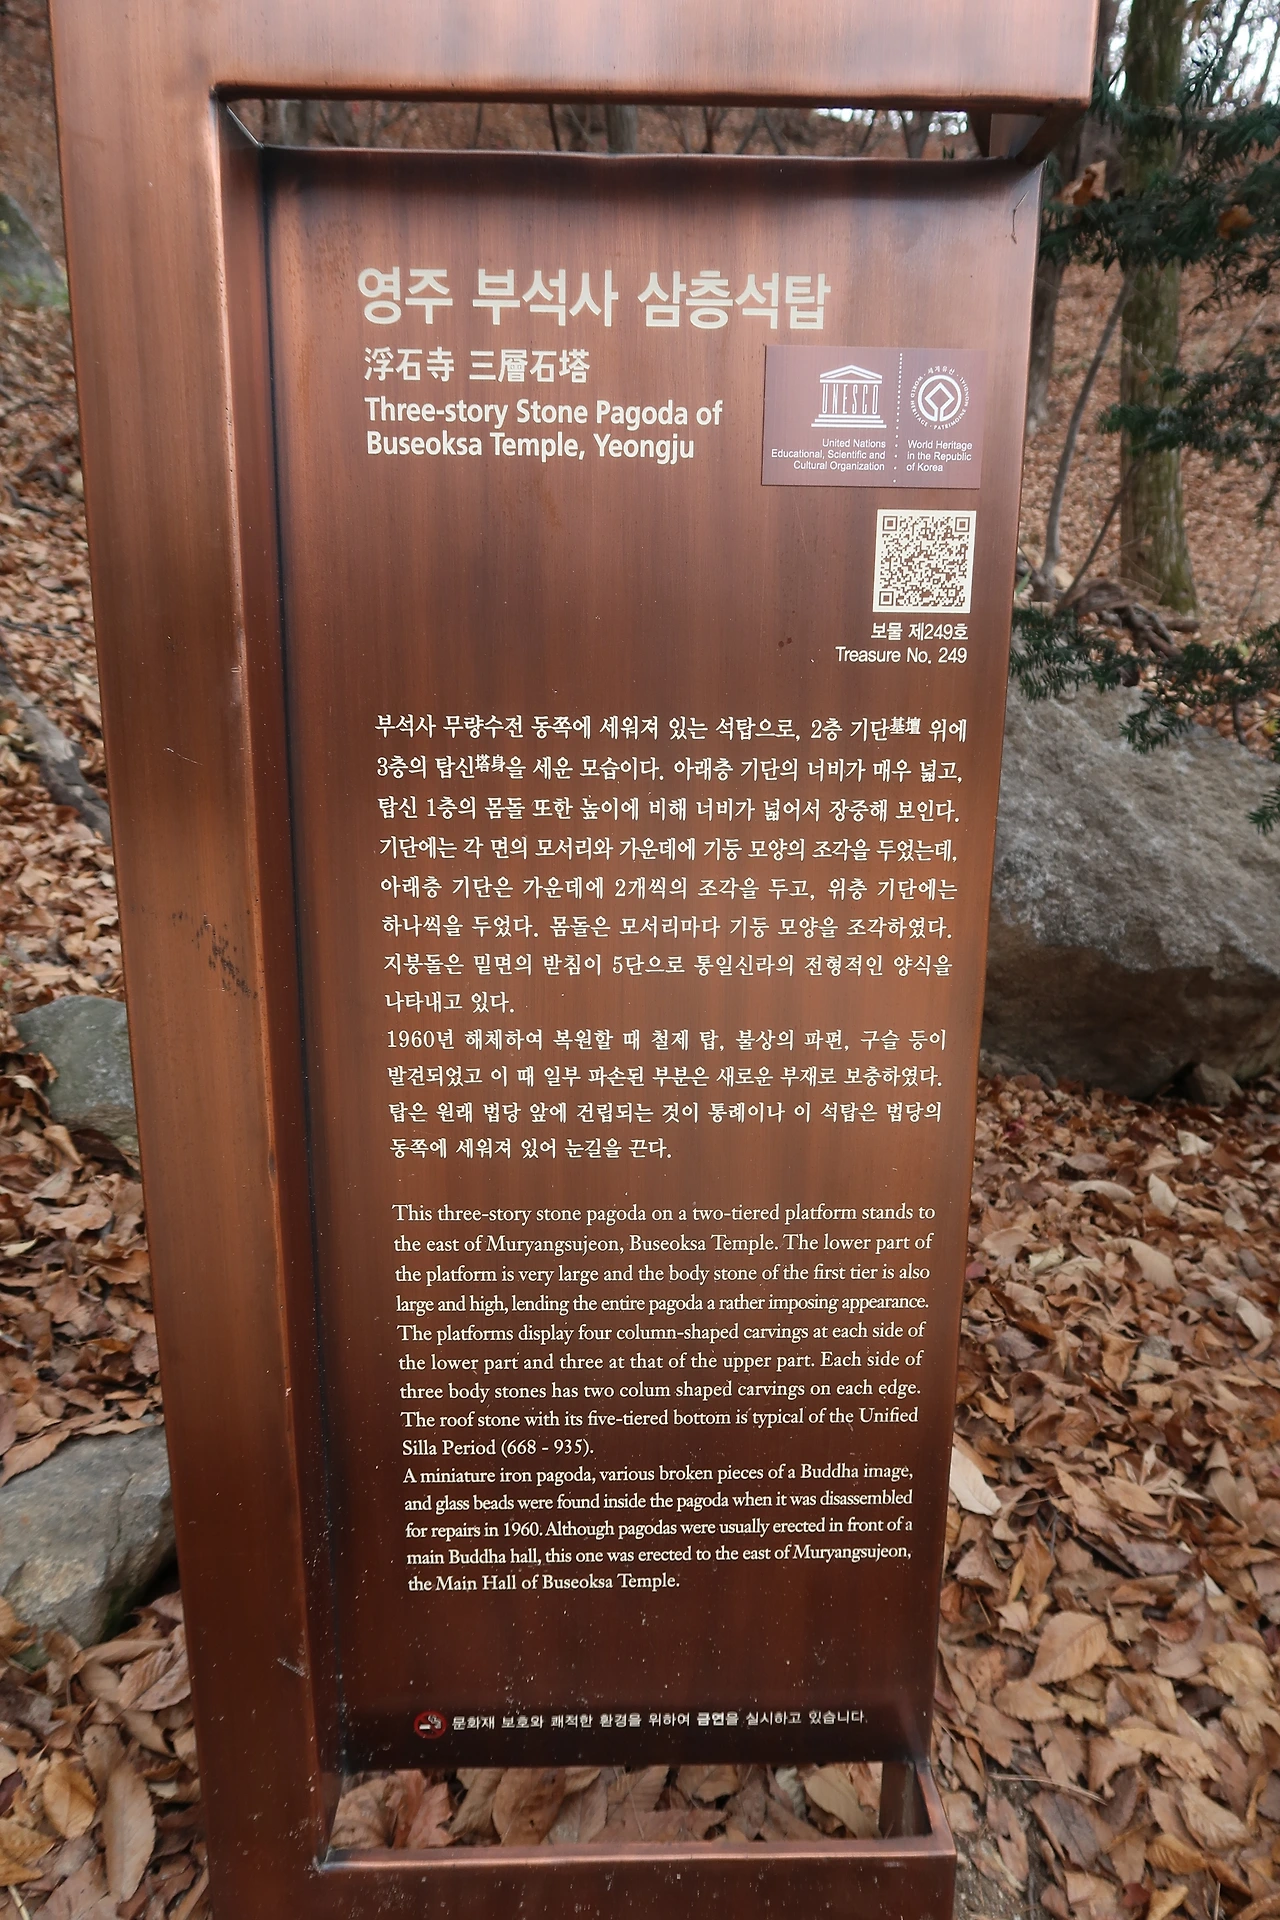 영주 부석사 삼층석탑
浮石寺 三層石塔
Three-story Stone Pagoda of
Buseoksa Temple, Yeongju
UNESCO
United Nations
Educational, Scientific and
Cultural Organization
세계유산
WORLD HERITAGE • PATRIMOINE MONDIAL
World Heritage
in the Republic
of Korea
보물 제249호
Treasure No. 249
부석사 무량수전 동쪽에 세워져 있는 석탑으로, 2층 기단基壇 위에
3층의 탑신塔身을 세운 모습이다. 아래층 기단의 너비가 매우 넓고,
탑신 1층의 몸돌 또한 높이에 비해 너비가 넓어서 장중해 보인다.
기단에는 각 면의 모서리와 가운데에 기둥 모양의 조각을 두었는데,
아래층 기단은 가운데에 2개씩의 조각을 두고, 위층 기단에는
하나씩을 두었다. 몸돌은 모서리마다 기둥 모양을 조각하였다.
지붕돌은 밑면의 받침이 5단으로 통일신라의 전형적인 양식을
나타내고 있다.
1960년 해체하여 복원할 때 철제 탑, 불상의 파편, 구슬 등이
발견되었고 이 때 일부 파손된 부분은 새로운 부재로 보충하였다.
탑은 원래 법당 앞에 건립되는 것이 통례이나 이 석탑은 법당의
동쪽에 세워져 있어 눈길을 끈다.
This three-story stone pagoda on a two-tiered platform stands to
the east of Muryangsujeon, Buseoksa Temple. The lower part of
the platform is very large and the body stone of the first tier is also
large and high, lending the entire pagoda a rather imposing appearance.
The platforms display four column-shaped carvings at each side of
the lower part and three at that of the upper part. Each side of
three body stones has two colum shaped carvings on each edge.
The roof stone with its five-tiered bottom is typical of the Unified
Silla Period (668 - 935).
A miniature iron pagoda, various broken pieces of a Buddha image,
and glass beads were found inside the pagoda when it was disassembled
for repairs in 1960. Although pagodas were usually erected in front of a
main Buddha hall, this one was erected to the east of Muryangsujeon,
the Main Hall of Buseoksa Temple.
문화재 보호와 쾌적한 환경을 위하여 금연을 실시하고 있습니다.